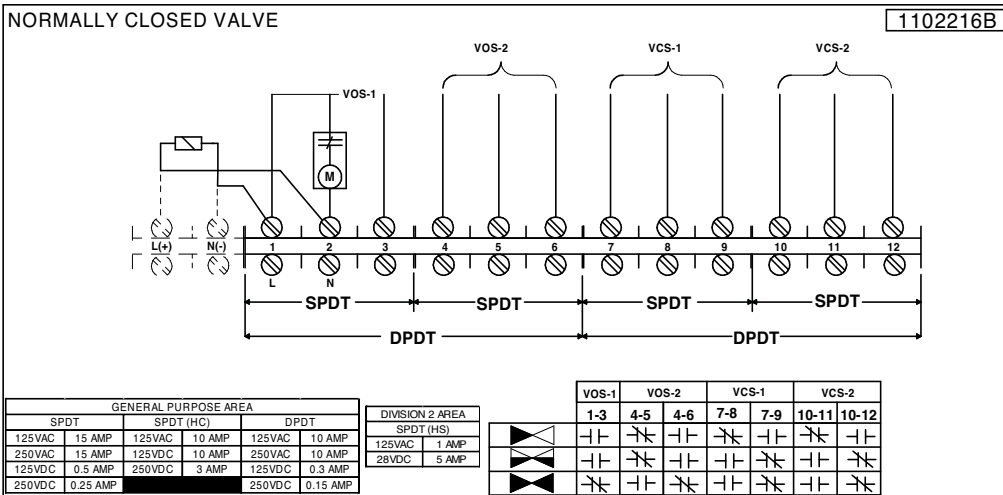 NORMALLY CLOSED VALVE 1102216B
VOS-2 VCS-1 VCS-2
VOS-1
M
L(+) N(-) 1 2 3 4 5 6 7 8 9 10 11 12
L N
SPDT SPDT SPDT SPDT
DPDT DPDT
GENERAL PURPOSE AREA
SPDT SPDT (HC) DPDT
125VAC 15 AMP 125VAC 10 AMP 125VAC 10 AMP
250VAC 15 AMP 125VDC 10 AMP 250VAC 10 AMP
125VDC 0.5 AMP 250VDC 3 AMP 125VDC 0.3 AMP
250VDC 0.25 AMP 250VDC 0.15 AMP
DIVISION 2 AREA
SPDT (HS)
125VAC 1 AMP
28VDC 5 AMP
VOS-1 VOS-2 VCS-1 VCS-2
1-3 4-5 4-6 7-8 7-9 10-11 10-12